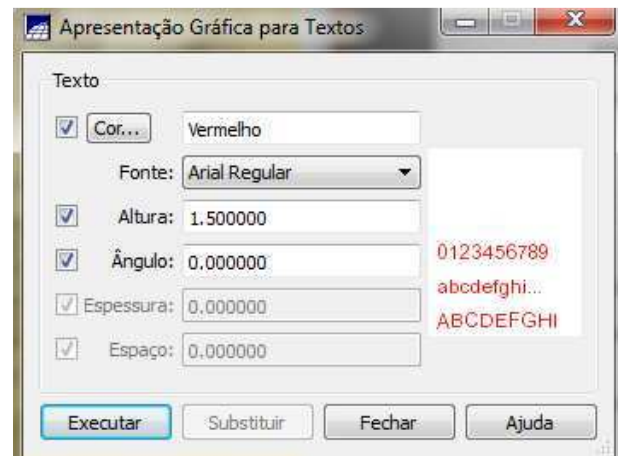 Apresentação Gráfica para Textos
Texto
Cor... Vermelho
Fonte: Arial Regular
Altura: 1.500000
Ângulo: 0.000000
Espessura: 0.000000
Espaço: 0.000000
0123456789
abcdefghi...
ABCDEFGHI
Executar Substituir Fechar Ajuda